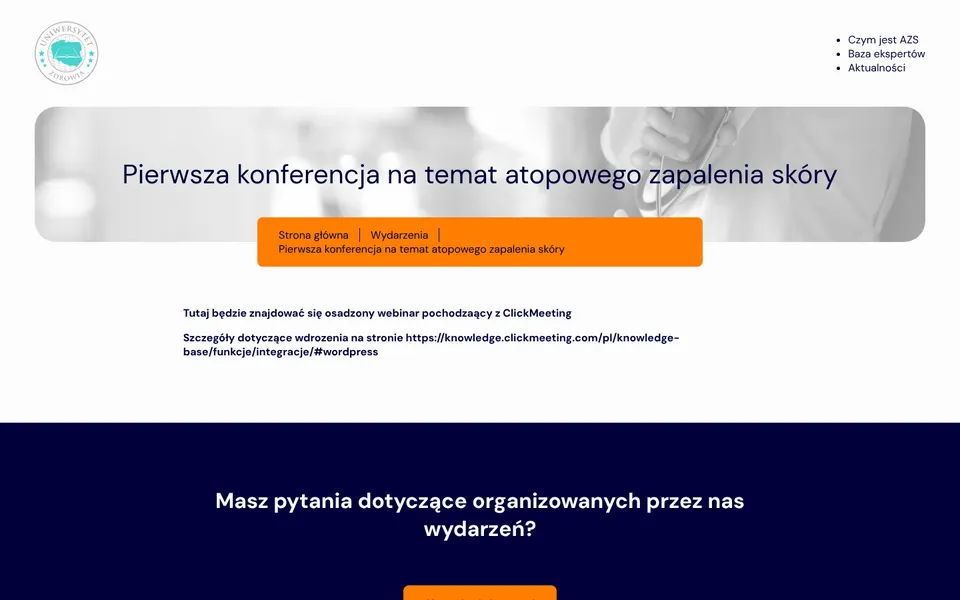 UNIWERSYTET
ZDROWIA
Czym jest AZS
Baza ekspertów
Aktualności
Pierwsza konferencja na temat atopowego zapalenia skóry
Strona główna
Wydarzenia
Pierwsza konferencja na temat atopowego zapalenia skóry
Tutaj będzie znajdować się osadzony webinar pochodzaący z ClickMeeting
Szczegóły dotyczące wdrozenia na stronie https://knowledge.clickmeeting.com/pl/knowledge-
base/funkcje/integracje/#wordpress
Masz pytania dotyczące organizowanych przez nas
wydarzeń?